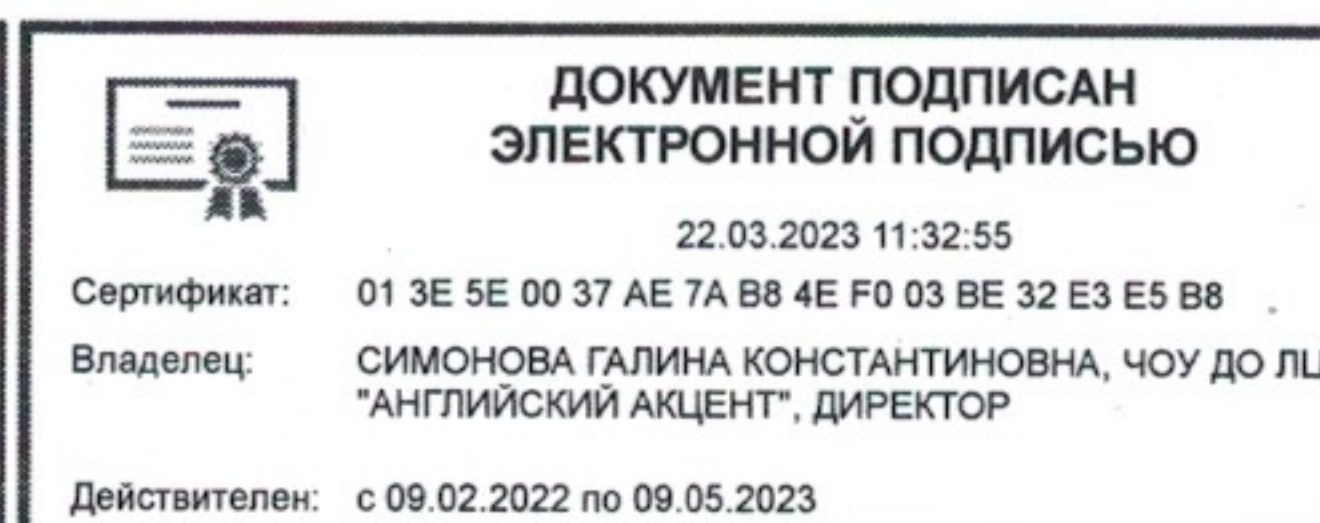 ДОКУМЕНТ ПОДПИСАН
ЭЛЕКТРОННОЙ ПОДПИСЬЮ
22.03.2023 11:32:55
Сертификат: 01 3E 5E 00 37 AE 7A B8 4E F0 03 BE 32 E3 E5 B8
Владелец: СИМОНОВА ГАЛИНА КОНСТАНТИНОВНА, ЧОУ ДО ЛЦ
"АНГЛИЙСКИЙ АКЦЕНТ", ДИРЕКТОР
Действителен: с 09.02.2022 по 09.05.2023